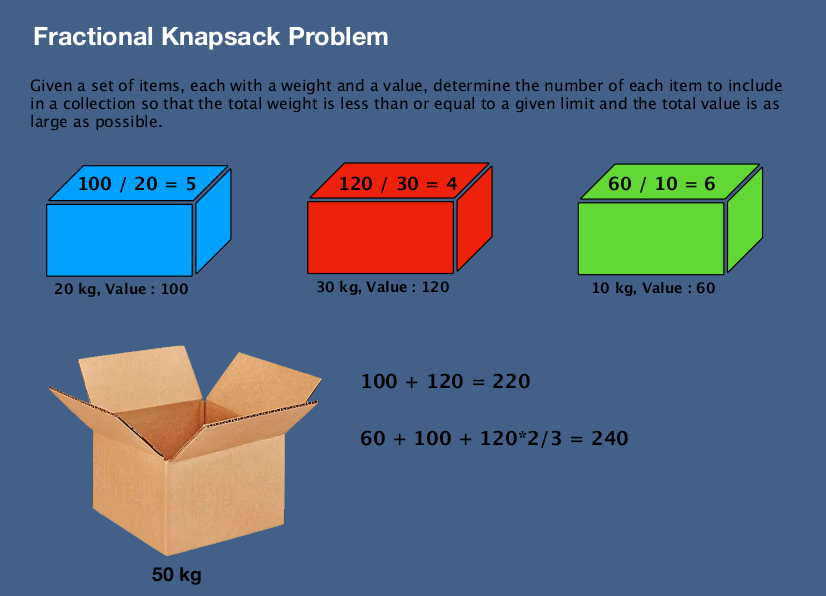 Fractional Knapsack Problem
Given a set of items, each with a weight and a value, determine the number of each item to include
in a collection so that the total weight is less than or equal to a given limit and the total value is as
large as possible.
100 / 20 = 5
120 / 30 = 4
60 / 10 = 6
20 kg, Value : 100
30 kg, Value : 120
10 kg, Value : 60
100 + 120 = 220
60 + 100 + 120*2/3 = 240
50 kg